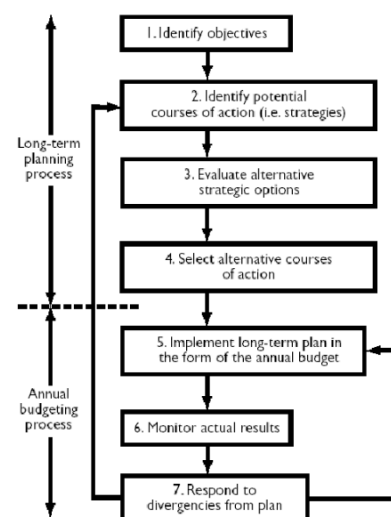 1. Identify objectives
2. Identify potential
courses of action (i.e. strategies)
Long-term
planning
process
3. Evaluate alternative
strategic options
4. Select alternative courses
of action
5. Implement long-term plan in
the form of the annual budget
Annual
budgeting
process
6. Monitor actual results
7. Respond to
divergencies from plan